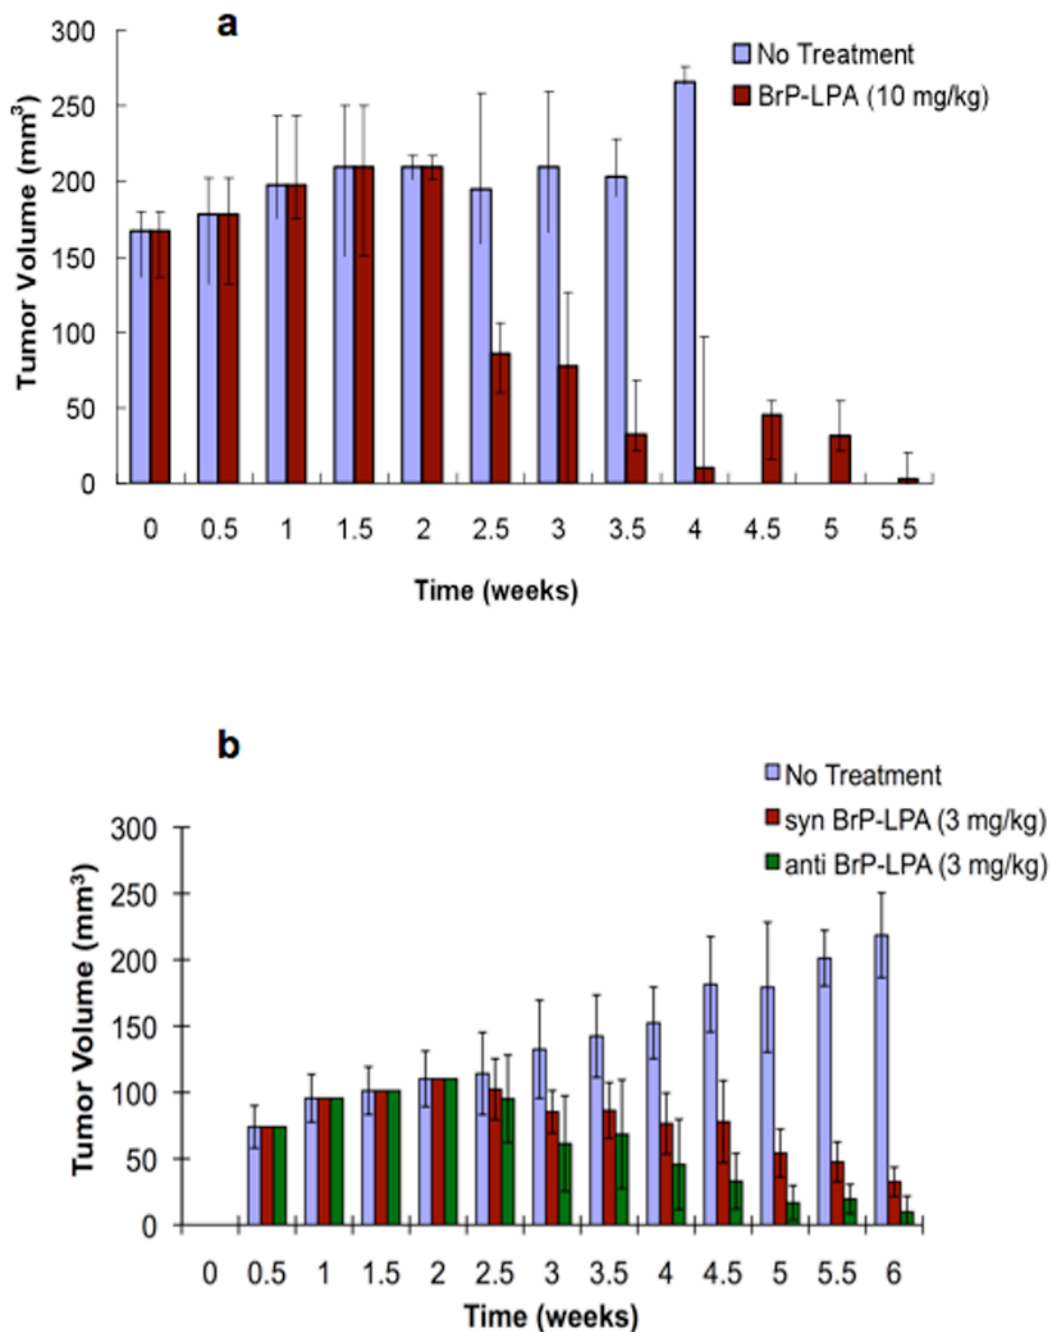 a
No Treatment
BrP-LPA (10 mg/kg)
Tumor Volume (mm³)
300
250
200
150
100
50
0
0 0.5 1 1.5 2 2.5 3 3.5 4 4.5 5 5.5
Time (weeks)
b
No Treatment
syn BrP-LPA (3 mg/kg)
anti BrP-LPA (3 mg/kg)
Tumor Volume (mm³)
300
250
200
150
100
50
0
0 0.5 1 1.5 2 2.5 3 3.5 4 4.5 5 5.5 6
Time (weeks)